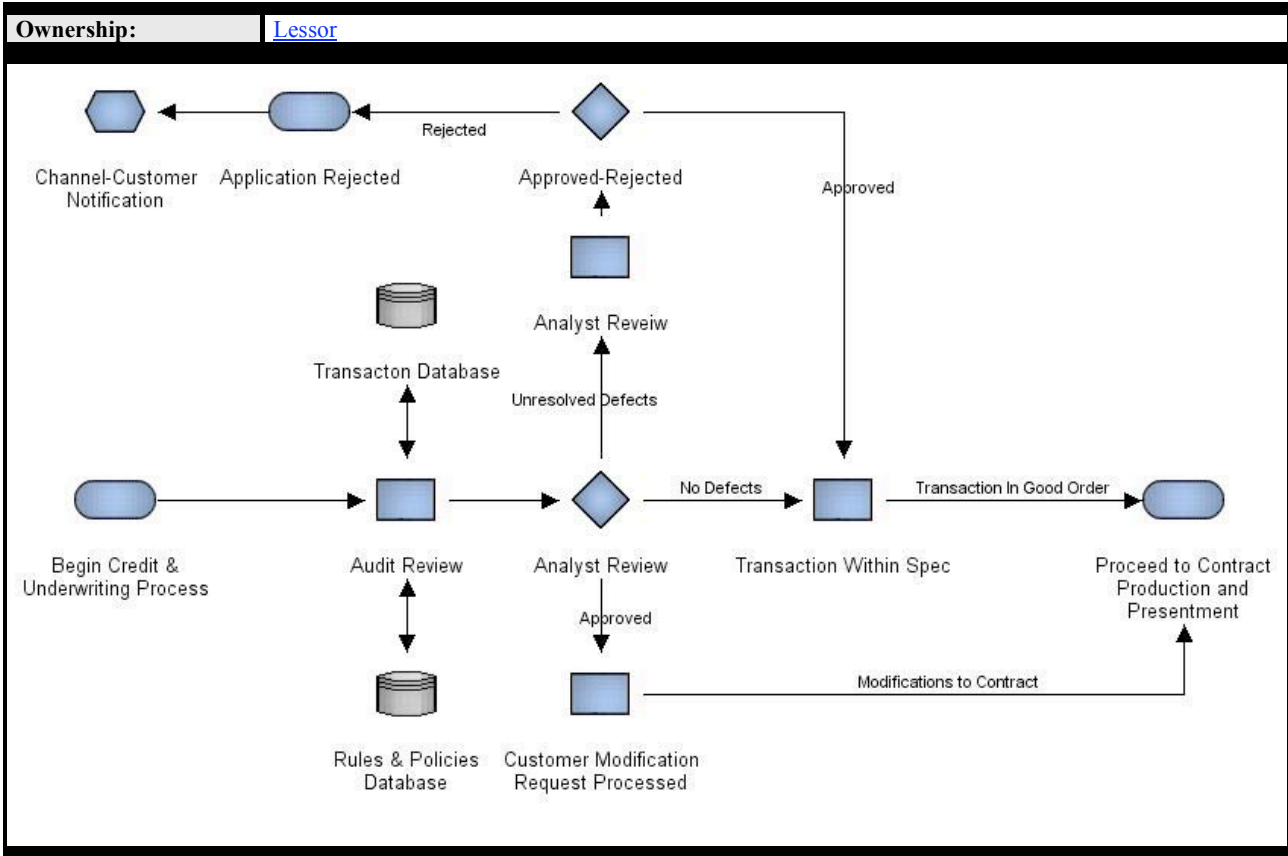 Ownership: Lessor
Rejected
Channel-Customer
Notification
Application Rejected
Approved-Rejected
Approved
Analyst Reveiw
Transacton Database
Unresolved Defects
No Defects
Transaction In Good Order
Begin Credit &
Underwriting Process
Audit Review
Analyst Review
Transaction Within Spec
Proceed to Contract
Production and
Presentment
Approved
Modifications to Contract
Rules & Policies
Database
Customer Modification
Request Processed